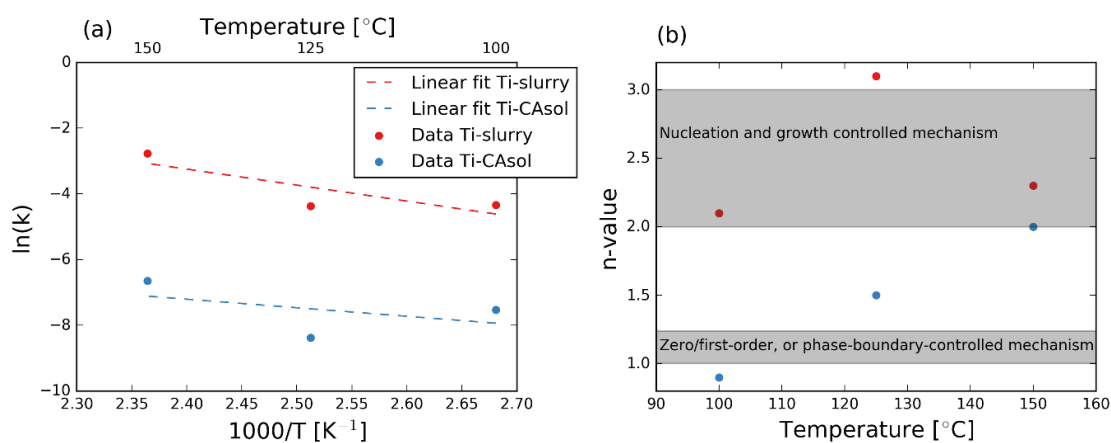 (a)
Temperature [°C]
150
125
100
0
−2
−4
−6
−8
−10
ln(k)
Linear fit Ti-slurry
Linear fit Ti-CAsol
Data Ti-slurry
Data Ti-CAsol
2.30
2.35
2.40
2.45
2.50
2.55
2.60
2.65
2.70
1000/T [K⁻¹]
(b)
3.0
2.5
2.0
1.5
1.0
n-value
Nucleation and growth controlled mechanism
Zero/first-order, or phase-boundary-controlled mechanism
90
100
110
120
130
140
150
160
Temperature [°C]